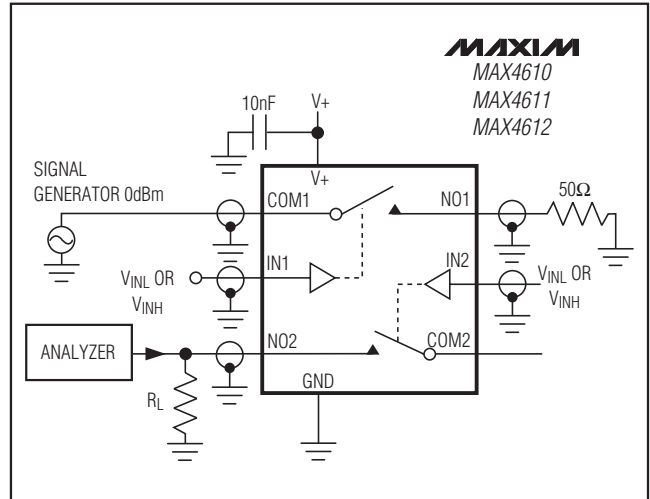 MAXIM
MAX4610
MAX4611
MAX4612
10nF
V+
V+
SIGNAL
GENERATOR 0dBm
COM1
NO1
50Ω
IN1
IN2
VINL OR
VINH
VINL OR
VINH
ANALYZER
NO2
COM2
RL
GND